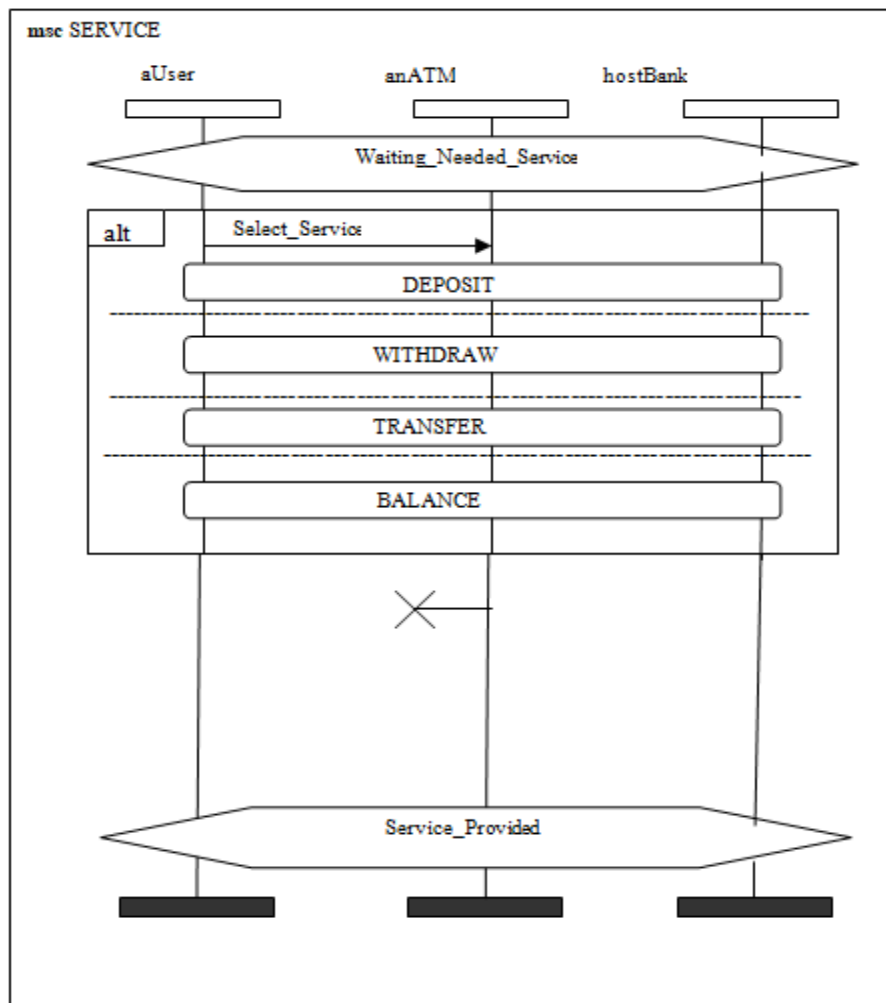 msc SERVICE
aUser
anATM
hostBank
Waiting_Needed_Service
alt
Select_Service
DEPOSIT
WITHDRAW
TRANSFER
BALANCE
Service_Provided